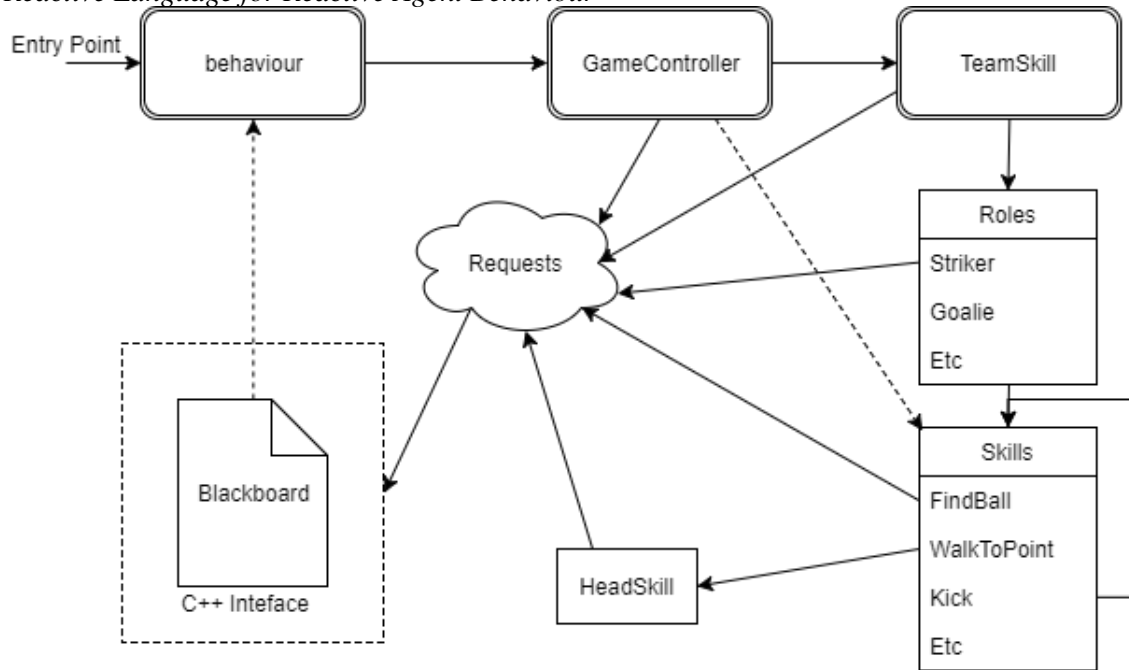 Reactive Language for Reactive Agent Behaviour
Entry Point
behaviour
GameController
TeamSkill
Requests
Roles
Striker
Goalie
Etc
Blackboard
C++ Inteface
HeadSkill
Skills
FindBall
WalkToPoint
Kick
Etc